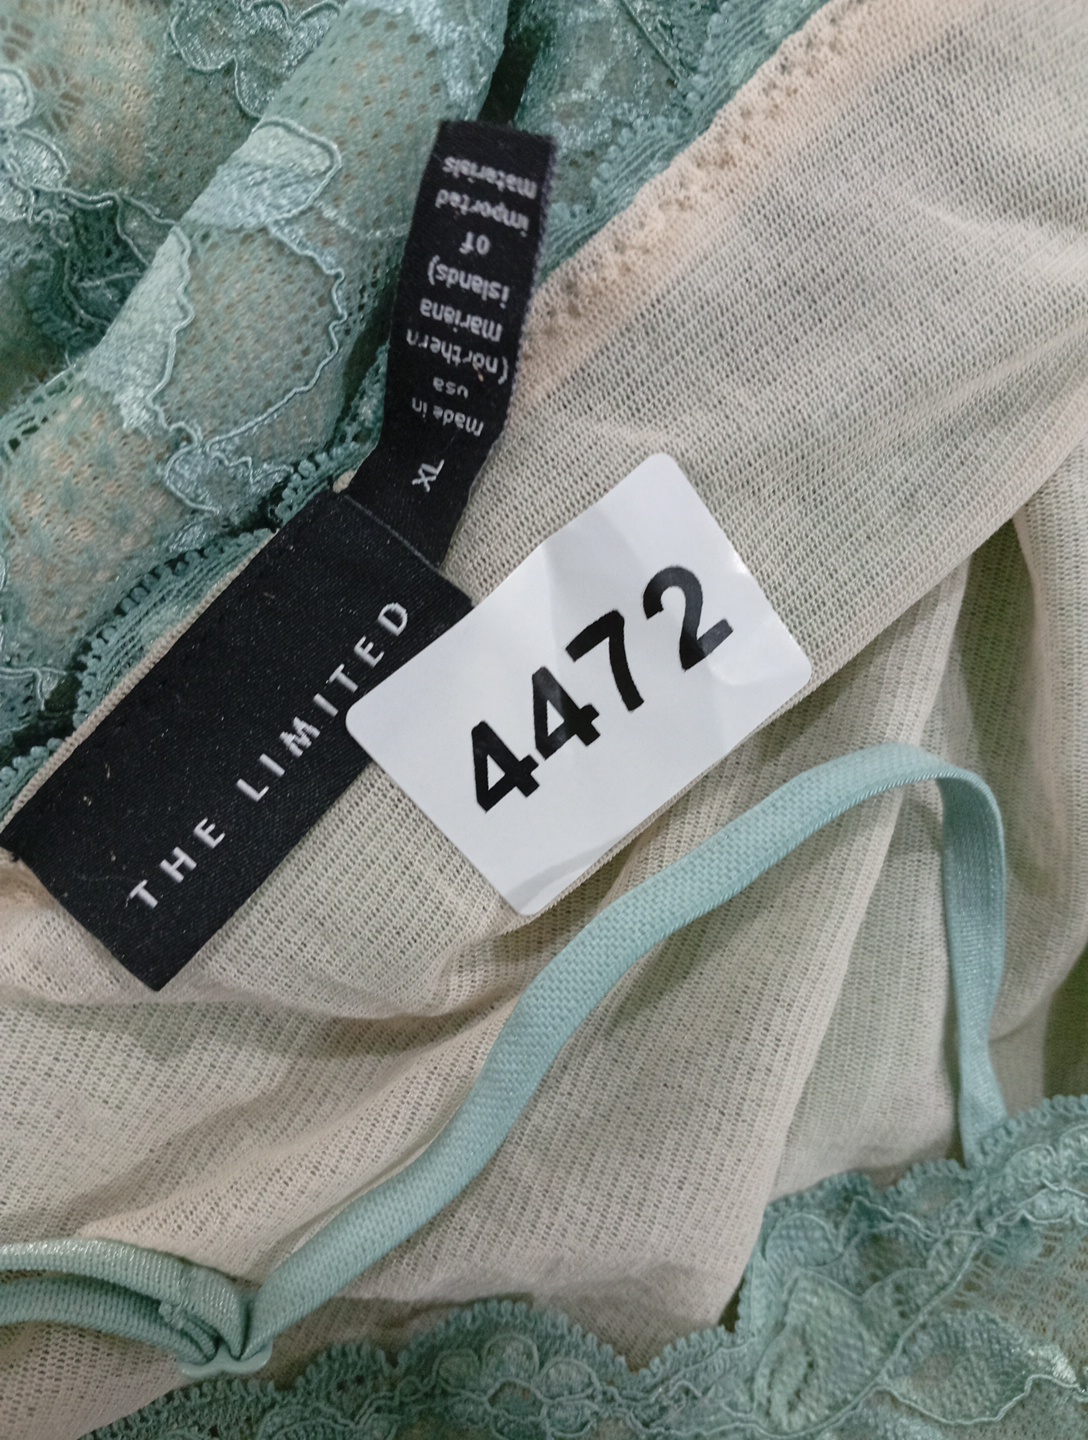 THE LIMITED
XL
made in
usa
(northern
mariana
islands)
of
imported
materials
4472